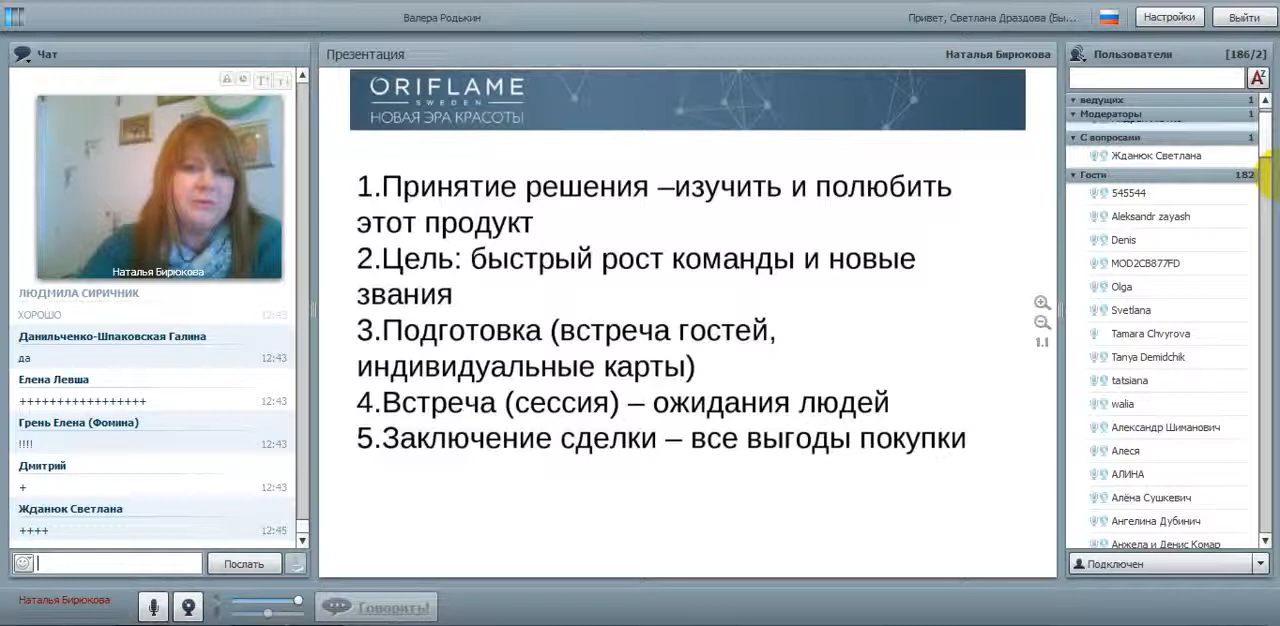 Валера Родькин
Привет, Светлана Драздова (Бы...
Настройки
Выйти
Чат
Наталья Бирюкова
ЛЮДМИЛА СИРИЧНИК
ХОРОШО
12:43
Данильченко-Шпаковская Галина
да
12:43
Елена Левша
+++++++++++++++++
12:43
Грень Елена (Фомина)
!!!!
12:43
Дмитрий
+
12:43
Жданюк Светлана
++++
12:45
Послать
Презентация
Наталья Бирюкова
ORIFLAME
SWEDEN
НОВАЯ ЭРА КРАСОТЫ
1.Принятие решения –изучить и полюбить
этот продукт
2.Цель: быстрый рост команды и новые
звания
3.Подготовка (встреча гостей,
индивидуальные карты)
4.Встреча (сессия) – ожидания людей
5.Заключение сделки – все выгоды покупки
1.1
Пользователи
[186/2]
ведущих 1
Модераторы 1
С вопросами 1
Жданюк Светлана
Гости 182
545544
Aleksandr zayash
Denis
MOD2CB877FD
Olga
Svetlana
Tamara Chvyrova
Tanya Demidchik
tatsiana
walia
Александр Шиманович
Алеся
АЛИНА
Алёна Сушкевич
Ангелина Дубинич
Анжела и Денис Комар
Подключен
Наталья Бирюкова
Говорить!